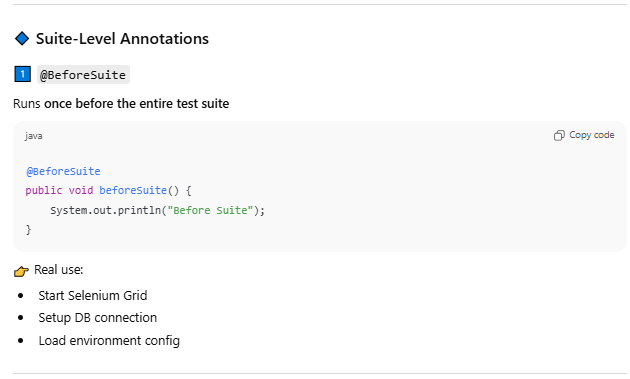 Suite-Level Annotations
1 @BeforeSuite
Runs once before the entire test suite
java
Copy code
@BeforeSuite
public void beforeSuite() {
    System.out.println("Before Suite");
}
Real use:
Start Selenium Grid
Setup DB connection
Load environment config